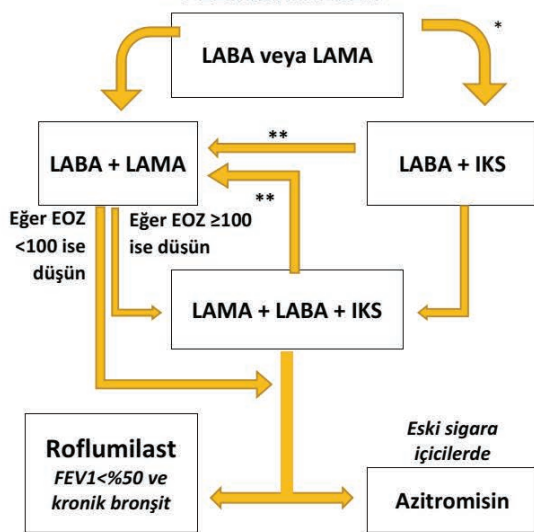 LABA veya LAMA
*
LABA + LAMA
**
LABA + IKS
**
Eğer EOZ
<100 ise
düşün
Eğer EOZ ≥100
ise düşün
LAMA + LABA + IKS
Roflumilast
FEV1<%50 ve
kronik bronşit
Eski sigara
içicilerde
Azitromisin